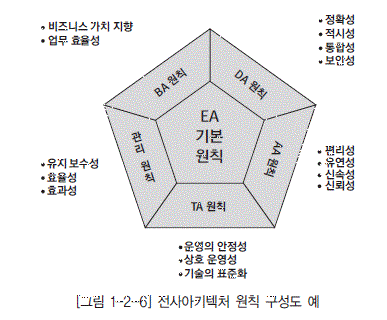 • 비즈니스 가치 지향
• 업무 효율성
• 정확성
• 적시성
• 통합성
• 보안성
BA 원칙
DA 원칙
EA
기본
원칙
관리 원칙
AA 원칙
TA 원칙
• 유지 보수성
• 효율성
• 효과성
• 편리성
• 유연성
• 신속성
• 신뢰성
• 운영의 안정성
• 상호 운영성
• 기술의 표준화
[그림 1-2-6] 전사아키텍처 원칙 구성도 예